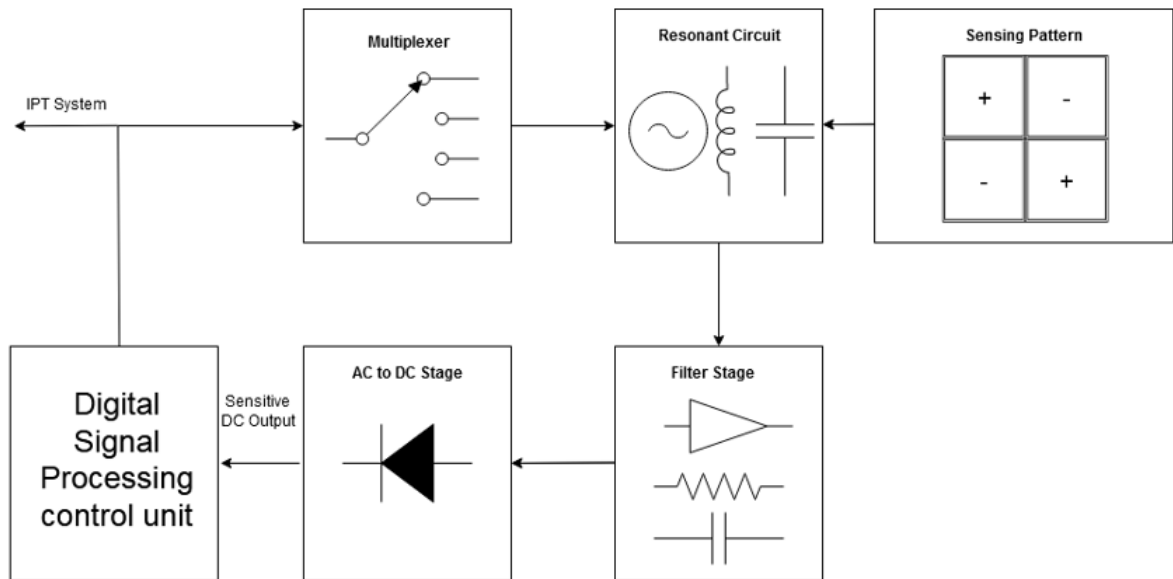 Multiplexer
Resonant Circuit
Sensing Pattern
IPT System
+ -
- +
AC to DC Stage
Filter Stage
Digital
Signal
Processing
control unit
Sensitive
DC Output